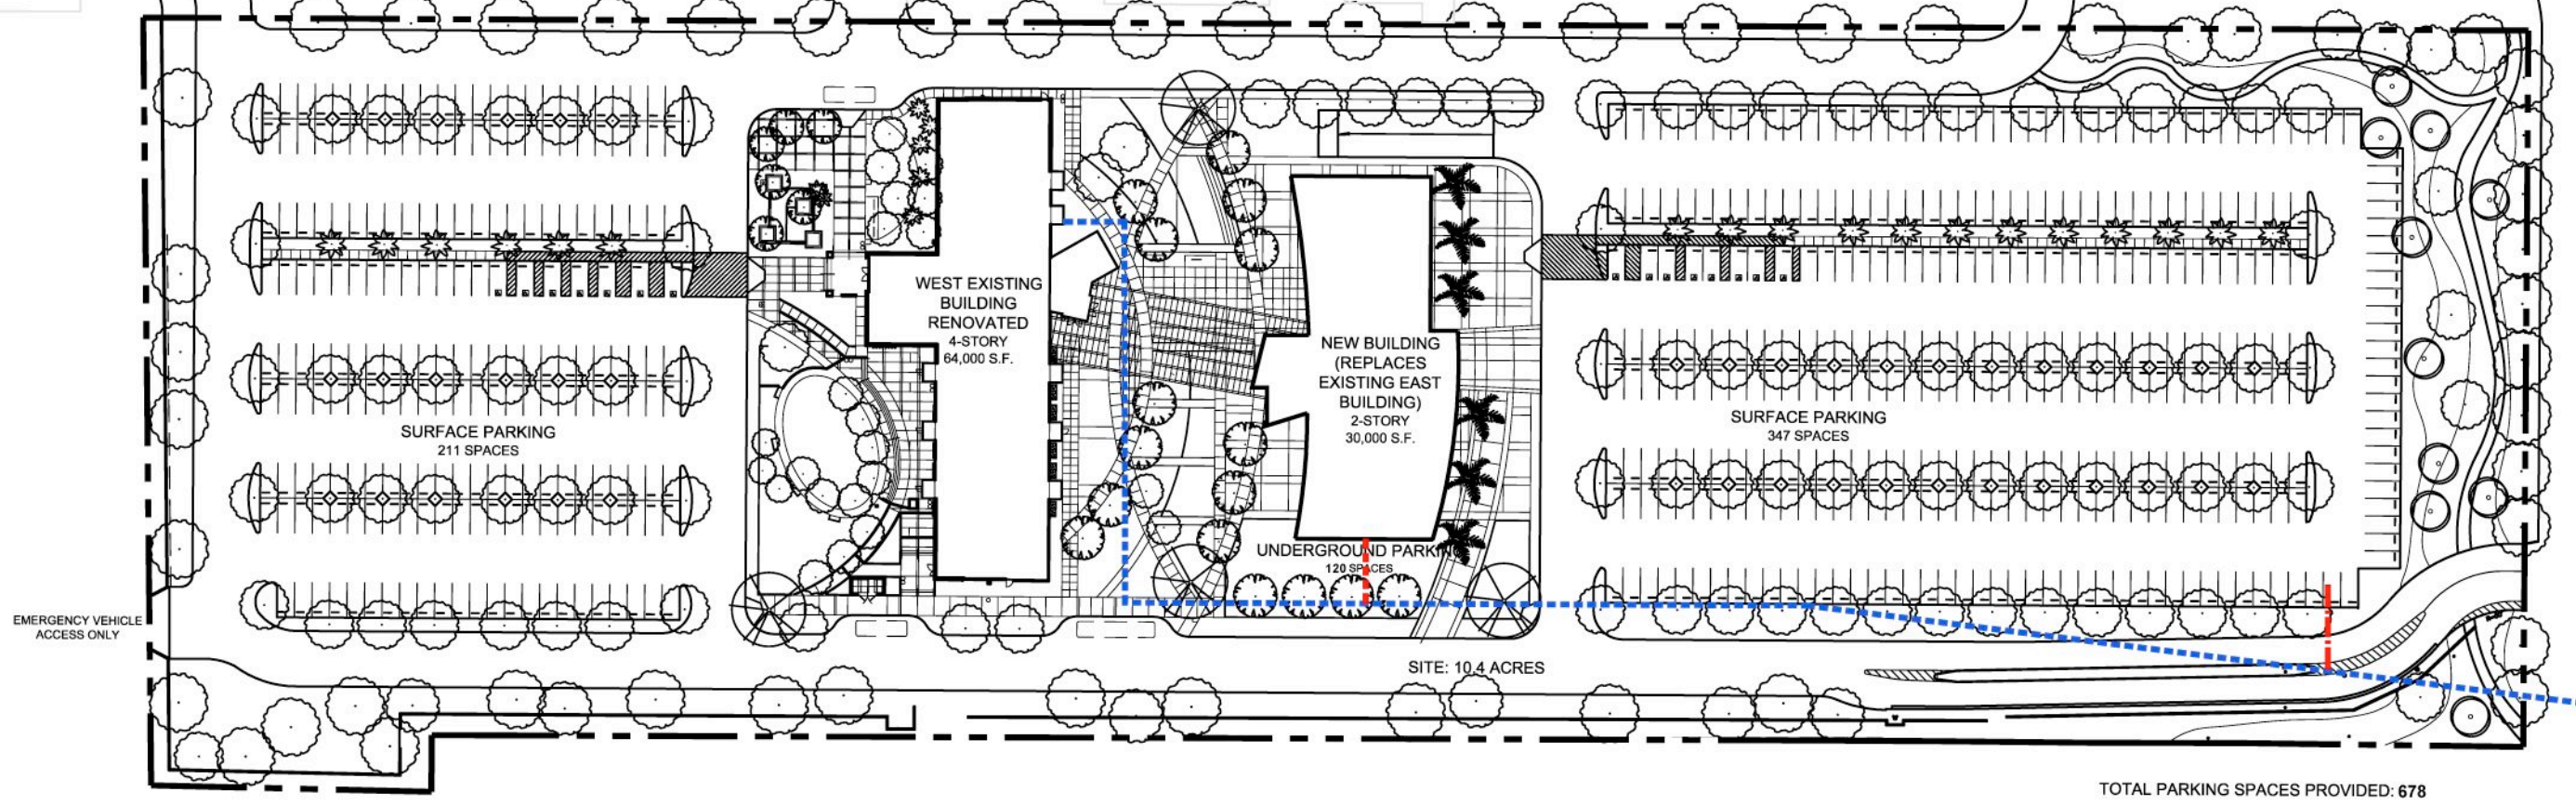 WEST EXISTING
BUILDING
RENOVATED
4-STORY
64,000 S.F.
NEW BUILDING
(REPLACES
EXISTING EAST
BUILDING)
2-STORY
30,000 S.F.
SURFACE PARKING
211 SPACES
SURFACE PARKING
347 SPACES
UNDERGROUND PARKING
120 SPACES
EMERGENCY VEHICLE
ACCESS ONLY
SITE: 10.4 ACRES
TOTAL PARKING SPACES PROVIDED: 678